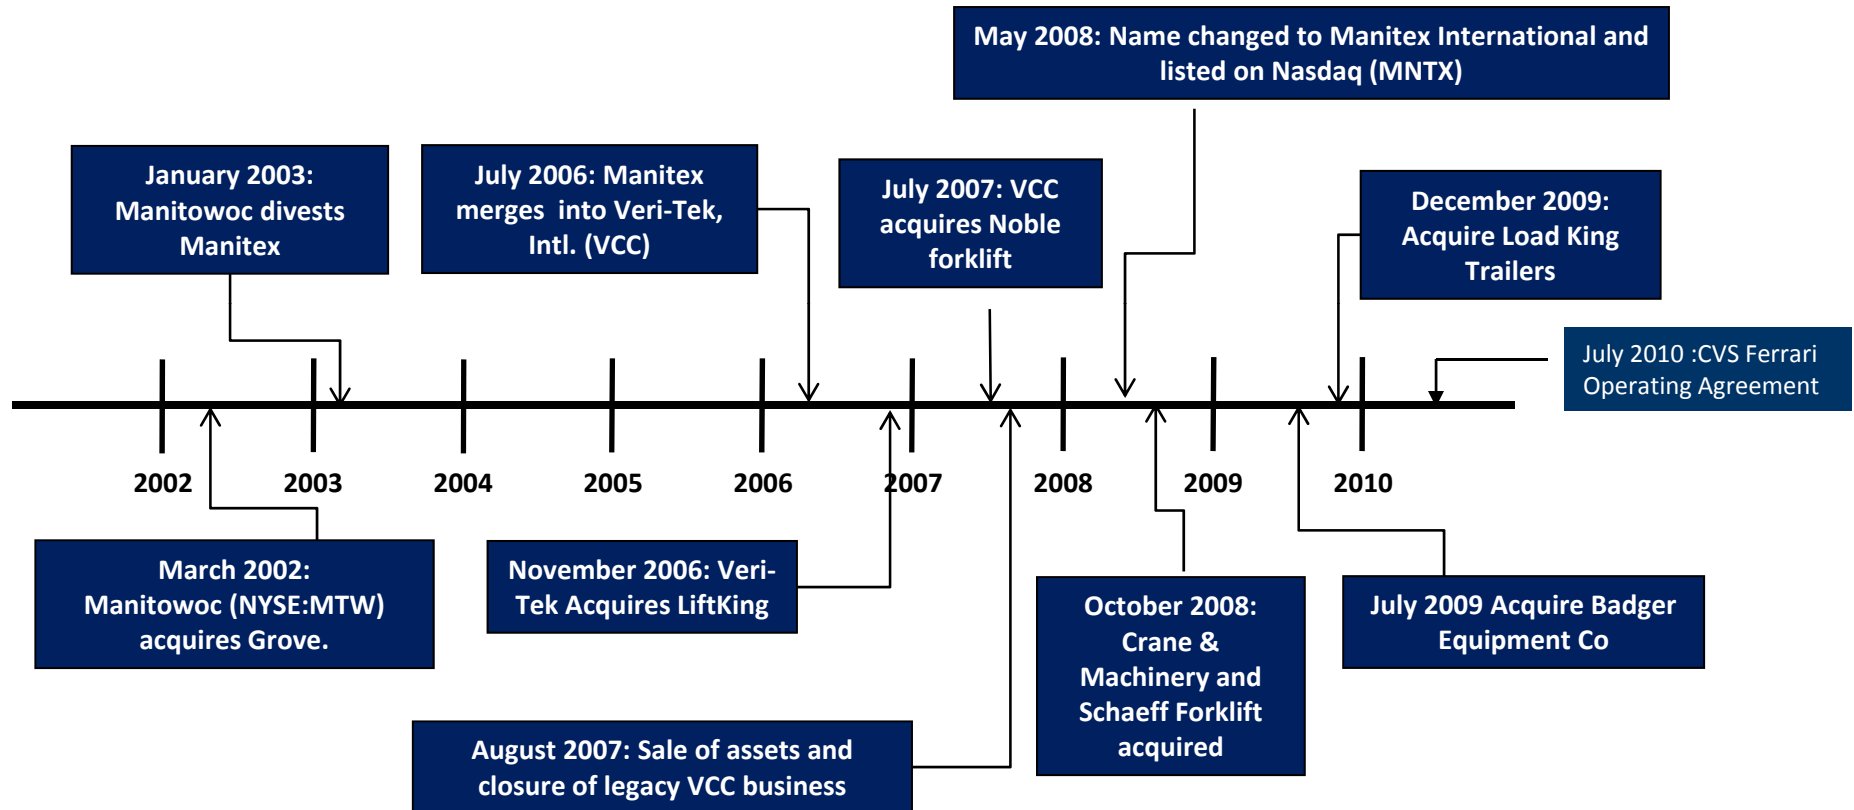 May 2008: Name changed to Manitex International and
listed on Nasdaq (MNTX)
January 2003:
Manitowoc divests
Manitex
July 2006: Manitex
merges into Veri-Tek,
Intl. (VCC)
July 2007: VCC
acquires Noble
forklift
December 2009:
Acquire Load King
Trailers
July 2010 :CVS Ferrari
Operating Agreement
2002
2003
2004
2005
2006
2007
2008
2009
2010
March 2002:
Manitowoc (NYSE:MTW)
acquires Grove.
November 2006: Veri-
Tek Acquires LiftKing
October 2008:
Crane &
Machinery and
Schaeff Forklift
acquired
July 2009 Acquire Badger
Equipment Co
August 2007: Sale of assets and
closure of legacy VCC business